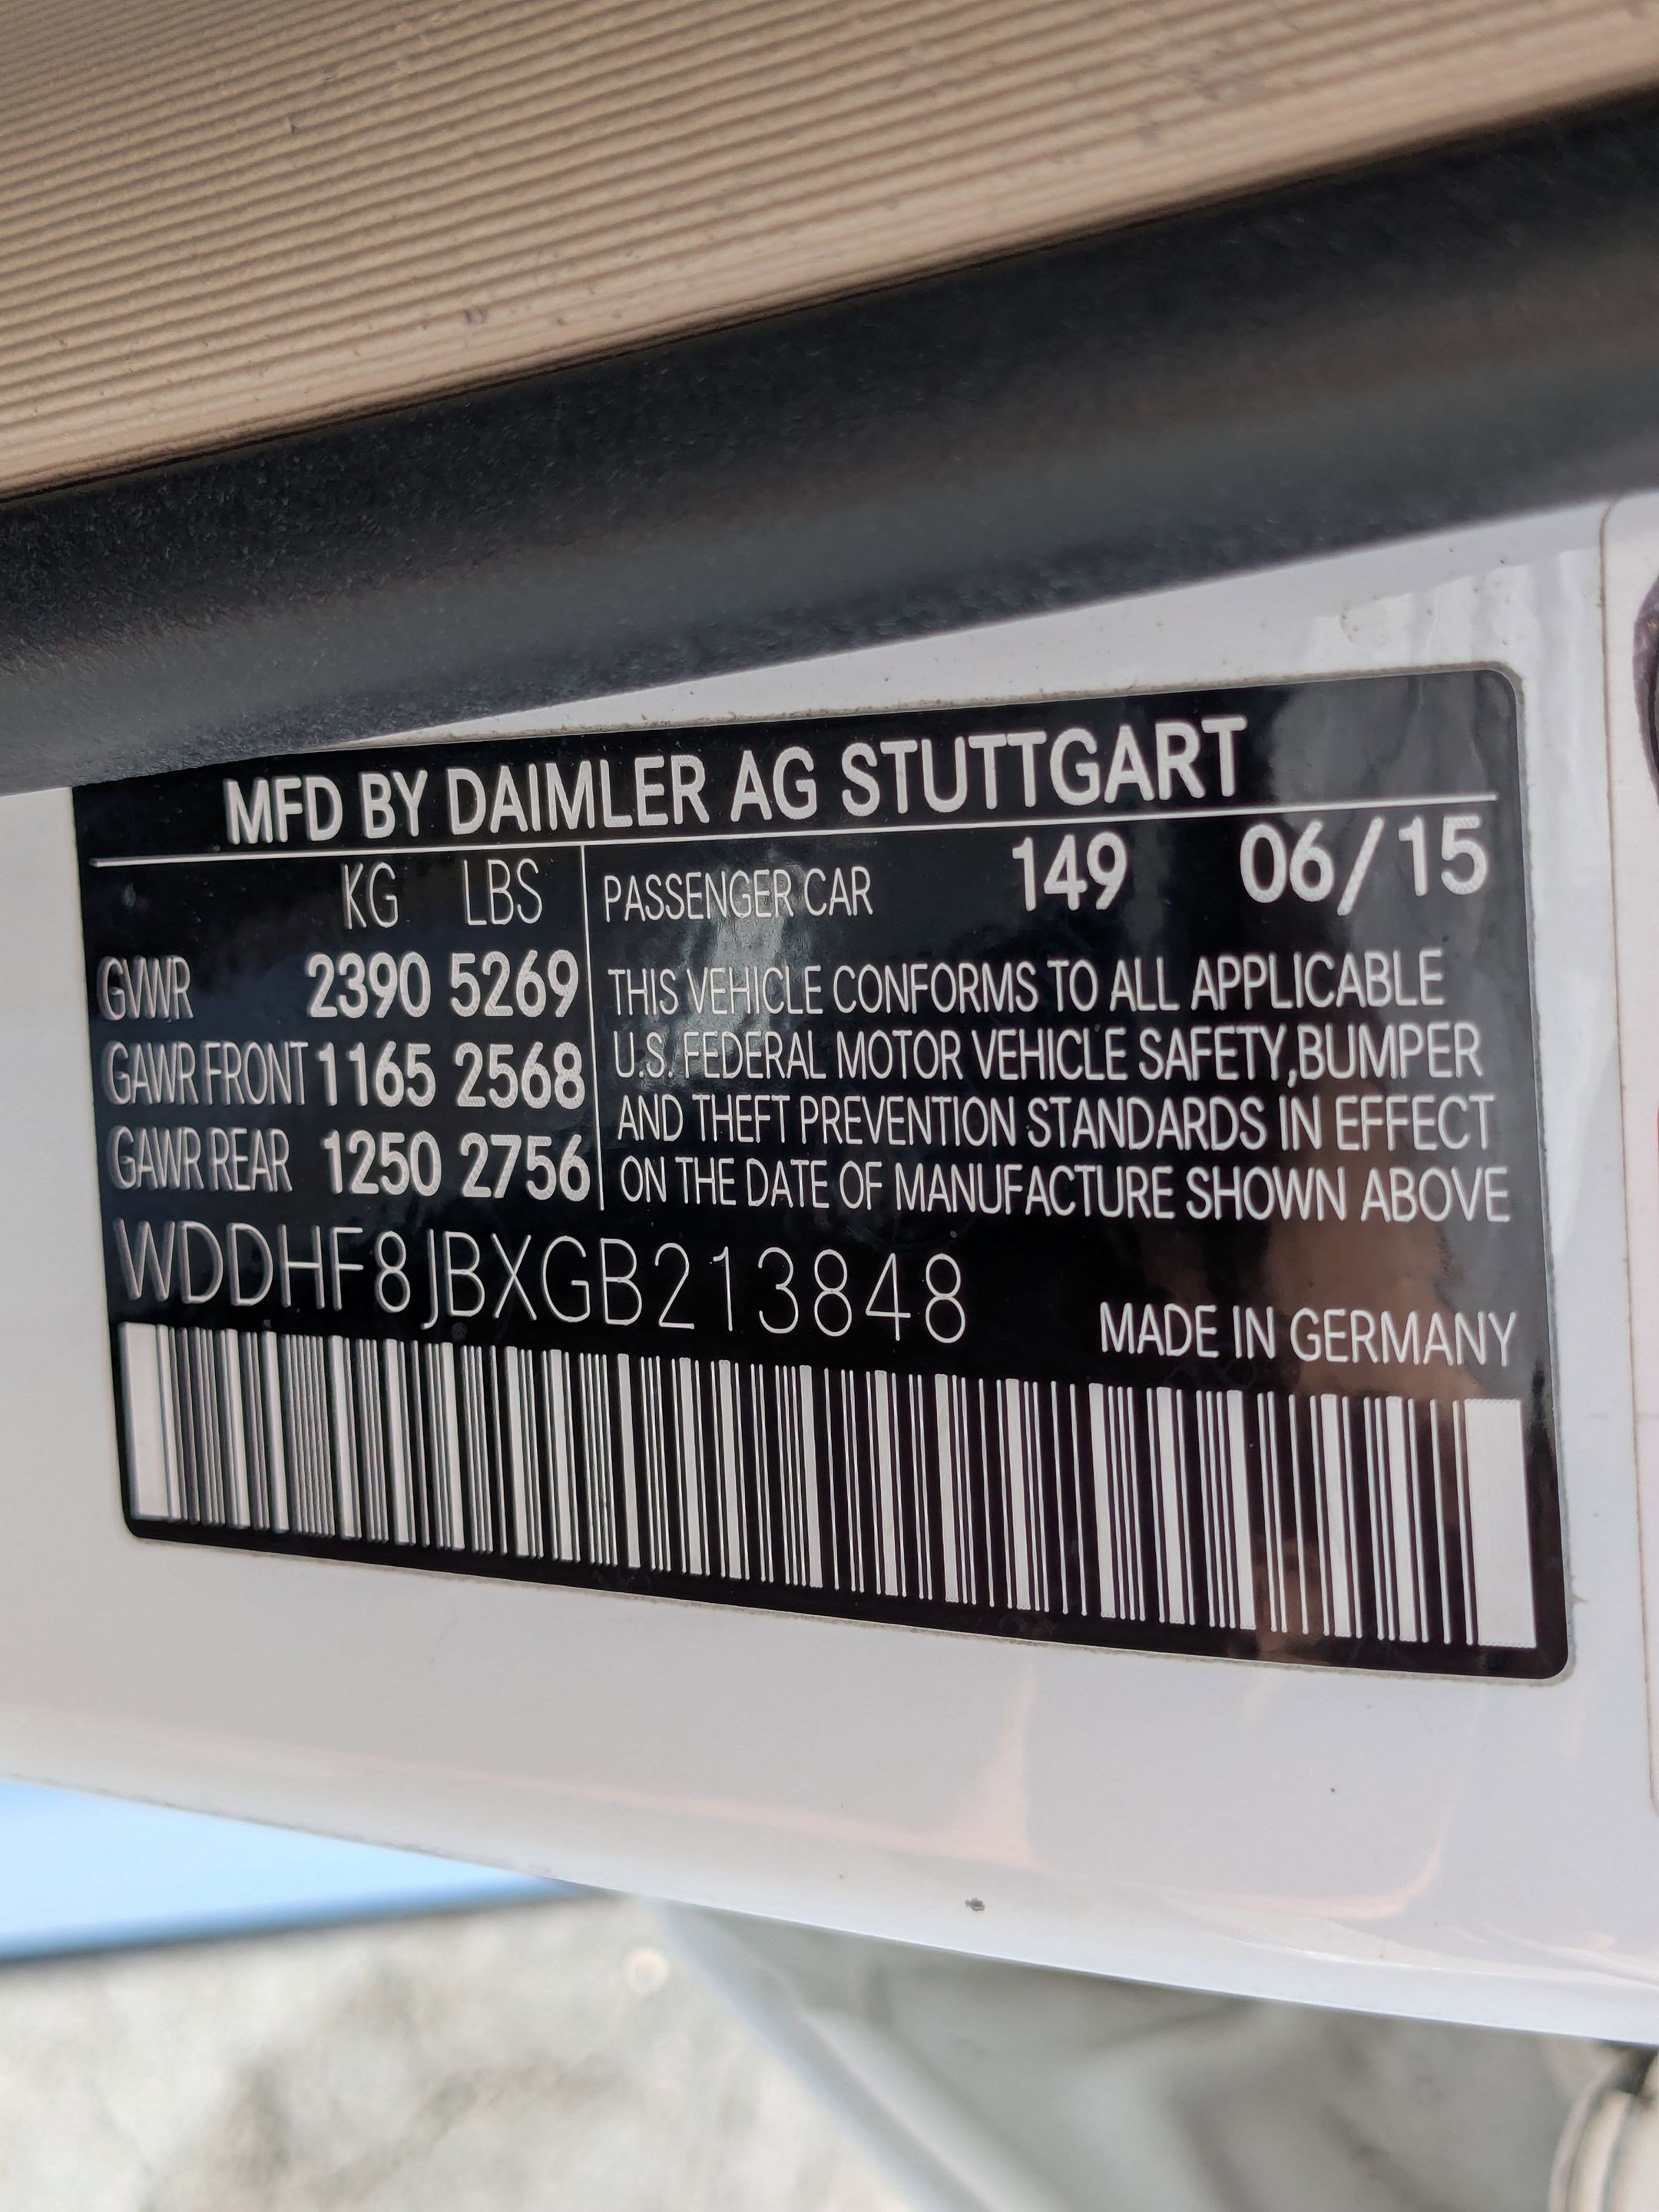 MFD BY DAIMLER AG STUTTGART
KG LBS
GVWR 2390 5269
GAWR FRONT 1165 2568
GAWR REAR 1250 2756
PASSENGER CAR 149 06/15
THIS VEHICLE CONFORMS TO ALL APPLICABLE
U.S. FEDERAL MOTOR VEHICLE SAFETY,BUMPER
AND THEFT PREVENTION STANDARDS IN EFFECT
ON THE DATE OF MANUFACTURE SHOWN ABOVE
WDDHF8JBXGB213848
MADE IN GERMANY